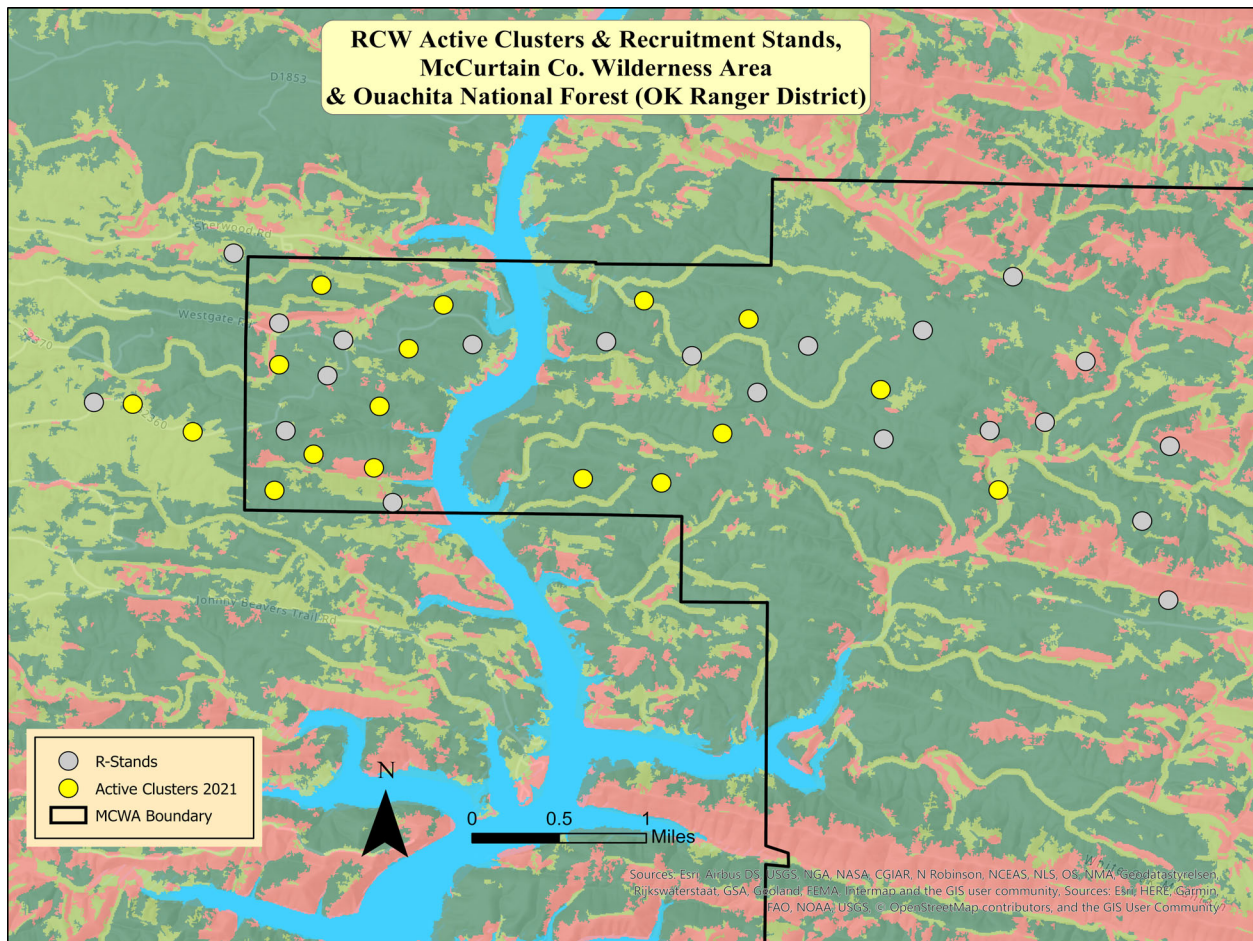 RCW Active Clusters & Recruitment Stands,
McCurtain Co. Wilderness Area
& Ouachita National Forest (OK Ranger District)
D1853
Sherwood Rd
Westgate
Johnny Beavers Trail Rd
R-Stands
Active Clusters 2021
MCWA Boundary
N
0 0.5 1
Miles
Sources: Esri, Airbus DS, USGS, NGA, NASA, CGIAR, N Robinson, NCEAS, NLS, OS, NMA, Geodatastyrelsen,
Rijkswaterstaat, GSA, Geoland, FEMA, Intermap and the GIS user community, Sources: Esri, HERE, Garmin,
FAO, NOAA, USGS, © OpenStreetMap contributors, and the GIS User Community